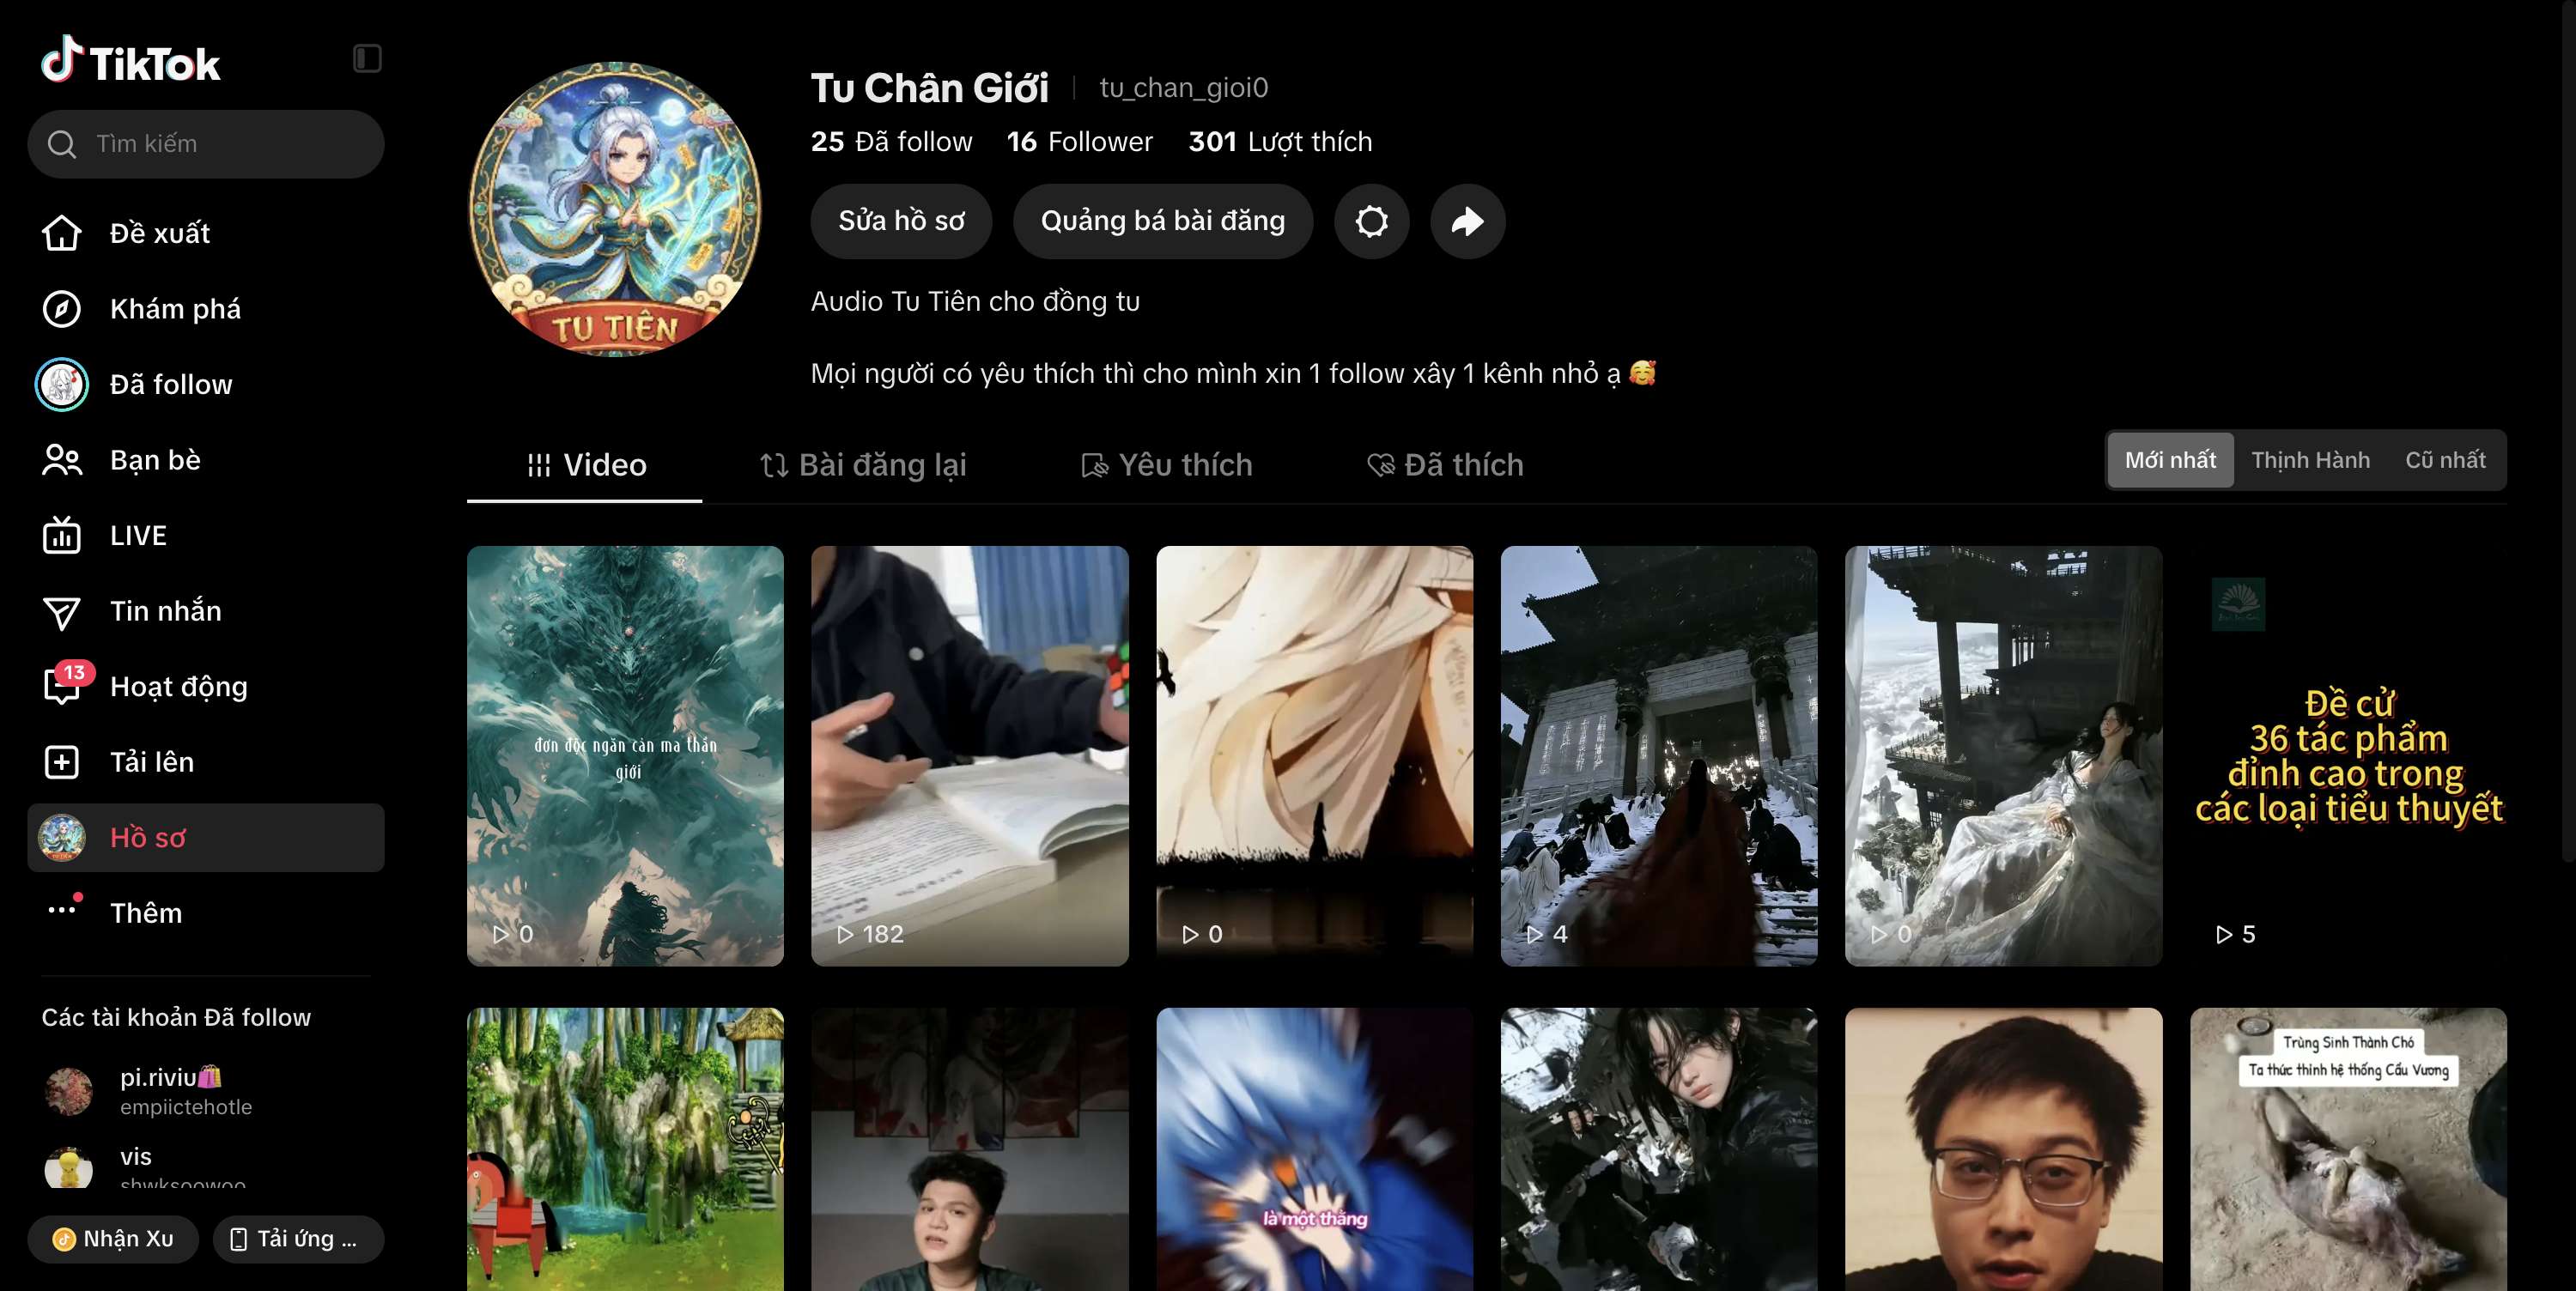 TikTok
Tìm kiếm
Đề xuất
Khám phá
Đã follow
Bạn bè
LIVE
Tin nhắn
13
Hoạt động
Tải lên
Hồ sơ
Thêm
Các tài khoản Đã follow
pi.riviu
empiictehotle
vis
shwksoowoo
Nhận Xu
Tải ứng ...
TU TIÊN
Tu Chân Giới
tu_chan_gioi0
25 Đã follow 16 Follower 301 Lượt thích
Sửa hồ sơ
Quảng bá bài đăng
Audio Tu Tiên cho đồng tu
Mọi người có yêu thích thì cho mình xin 1 follow xây 1 kênh nhỏ ạ 🥰
Video
Bài đăng lại
Yêu thích
Đã thích
Mới nhất
Thịnh Hành
Cũ nhất
đơn độc ngăn cản ma thần
giới
0
182
0
4
0
Đề cử
36 tác phẩm
đỉnh cao trong
các loại tiểu thuyết
5
là một thằng
Trùng Sinh Thành Chó
Ta thức thỉnh hệ thống Cẩu Vương